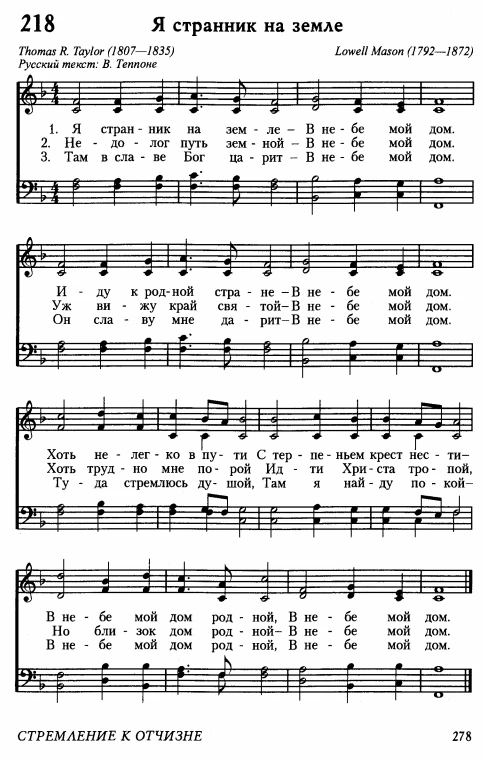 218 Я странник на земле
Thomas R. Taylor (1807—1835) Lowell Mason (1792—1872)
Русский текст: В. Теппоне
1. Я стран - ник на зем - ле – В не - бе мой дом.
2. Не - до - лог путь зем - ной – В не - бе мой дом.
3. Там в сла - ве Бог ца - рит – В не - бе мой дом.
И - ду к род - ной стра - не – В не - бе мой дом.
Уж ви - жу край свя - той – В не - бе мой дом.
Он сла - ву мне да - рит – В не - бе мой дом.
Хоть не - лег - ко в пу - ти С тер - пе - ньем крест нес - ти–
Хоть труд - но мне по - рой Ид - ти Хри - ста тро - пой,
Ту - да стремлюсь ду - шой, Там я най - ду по - кой–
В не - бе мой дом род - ной, В не - бе мой дом.
Но бли - зок дом род - ной– В не - бе мой дом.
В не - бе мой дом род - ной, В не - бе мой дом.
СТРЕМЛЕНИЕ К ОТЧИЗНЕ 278